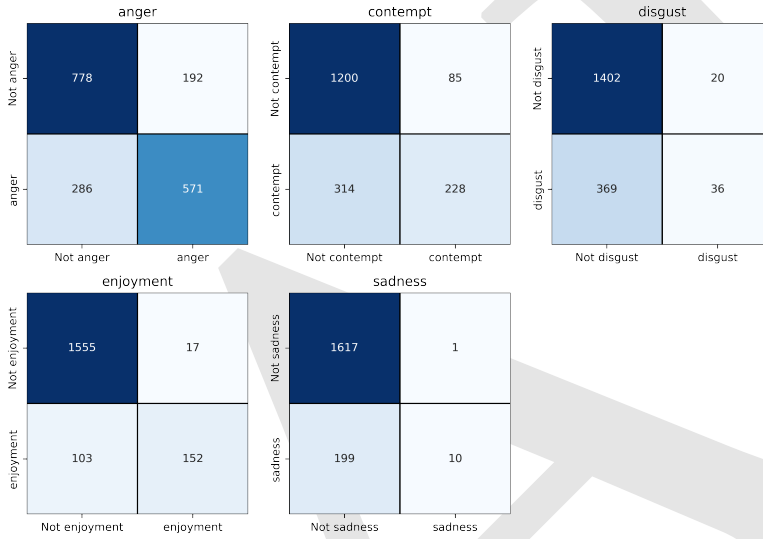 anger
Not anger
778
192
anger
286
571
Not anger
anger
contempt
Not contempt
1200
85
contempt
314
228
Not contempt
contempt
disgust
Not disgust
1402
20
disgust
369
36
Not disgust
disgust
enjoyment
Not enjoyment
1555
17
enjoyment
103
152
Not enjoyment
enjoyment
sadness
Not sadness
1617
1
sadness
199
10
Not sadness
sadness